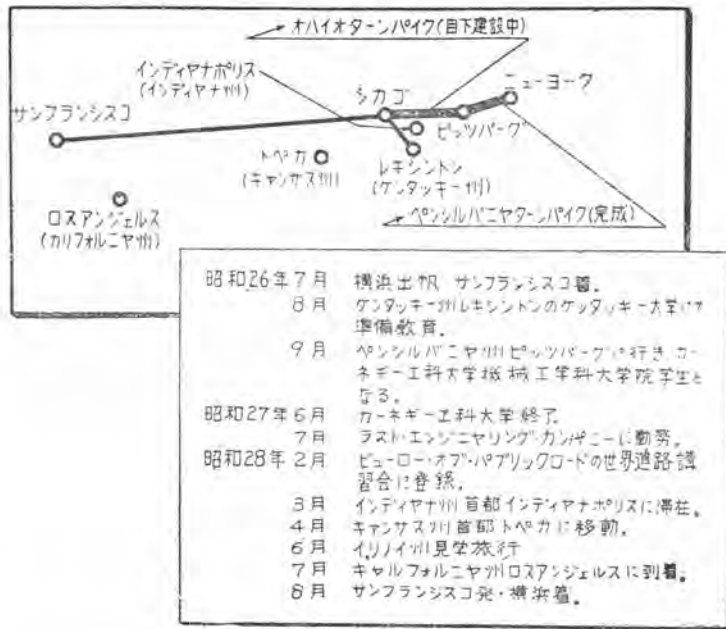 オハイオターンパイク(目下建設中)
インディヤナポリス
(インディヤナ州)
シカゴ
ニューヨーク
サンフランシスコ
ピッツバーグ
トペカ
(キャンサス州)
レキシントン
(ケンタッキー州)
ペンシルバニヤターンパイク(完成)
ロスアンジェルス
(カリフォルニヤ州)
昭和26年7月 横浜出帆 サンフランシスコ着.
8月 ケンタッキー州レキシントンのケッタッキー大学にて
準備教育.
9月 ペンシルバニヤ州ピッツバーグに行き、カー
ネギー工科大学機械工学科大学院学生と
なる.
昭和27年6月 カーネギー工科大学終了
7月 ラスト・エンジニヤリング・カンパニーに勤務.
昭和28年2月 ビューロー・オブ・パブリックロードの世界道路講
習会に登録.
3月 インディヤナ州首都インディヤナポリスに滞在.
4月 キャンサス州首都トペカに移動.
6月 イリノイ州見学旅行
7月 キャルフォルニヤ州ロスアンジェルスに到着.
8月 サンフランシスコ発・横浜着.